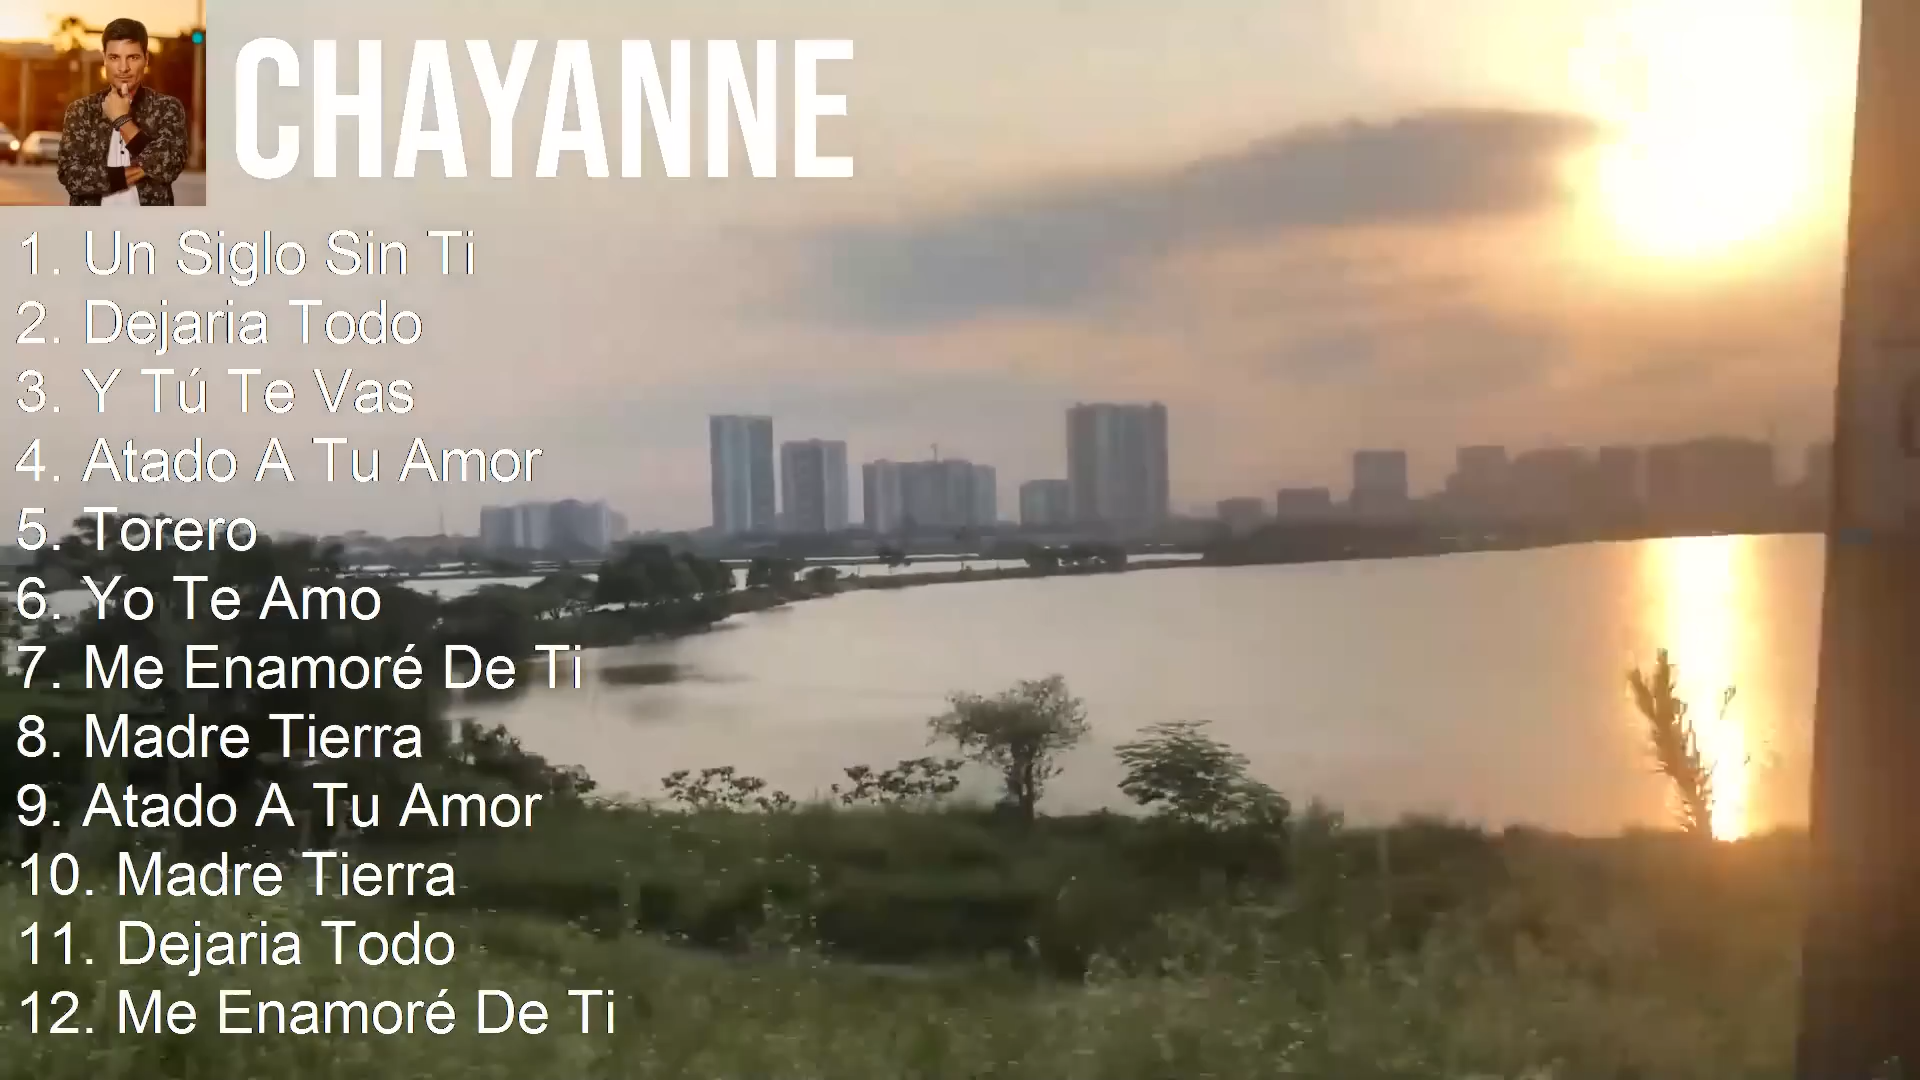 CHAYANNE
1. Un Siglo Sin Ti
2. Dejaria Todo
3. Y Tú Te Vas
4. Atado A Tu Amor
5. Torero
6. Yo Te Amo
7. Me Enamoré De Ti
8. Madre Tierra
9. Atado A Tu Amor
10. Madre Tierra
11. Dejaria Todo
12. Me Enamoré De Ti